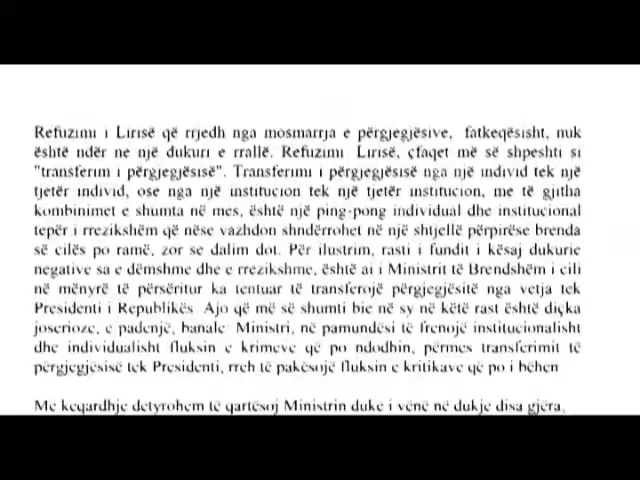 Refuzimi i Lirisë që rrjedh nga mosmarrja e përgjegjësive, fatkeqësisht, nuk
është ndër ne një dukuri e rrallë. Refuzimi Lirisë, çfaqet më së shpeshti si
"transferim i përgjegjësisë". Transferimi i përgjegjësisë nga një individ tek një
tjetër individ, ose nga një institucion tek një tjetër institucion, me të gjitha
kombinimet e shumta në mes, është një ping-pong individual dhe institucional
tepër i rrezikshëm që nëse vazhdon shndërrohet në një shtjellë përpirëse brenda
së cilës po ramë, zor se dalim dot. Për ilustrim, rasti i fundit i kësaj dukurie
negative sa e dëmshme dhe e rrezikshme, është ai i Ministrit të Brendshëm i cili
në mënyrë të përsëritur ka tentuar të transferojë përgjegjësitë nga vetja tek
Presidenti i Republikës. Ajo që më së shumti bie në sy në këtë rast është diçka
joserioze, e padenjë, banale: Ministri, në pamundësi të frenojë institucionalisht
dhe individualisht fluksin e krimeve që po ndodhin, përmes transferimit të
përgjegjësisë tek Presidenti, rreh të pakësojë fluksin e kritikave që po i bëhen
Me keqardhje detyrohem të qartësoj Ministrin duke i vënë në dukje disa gjëra,